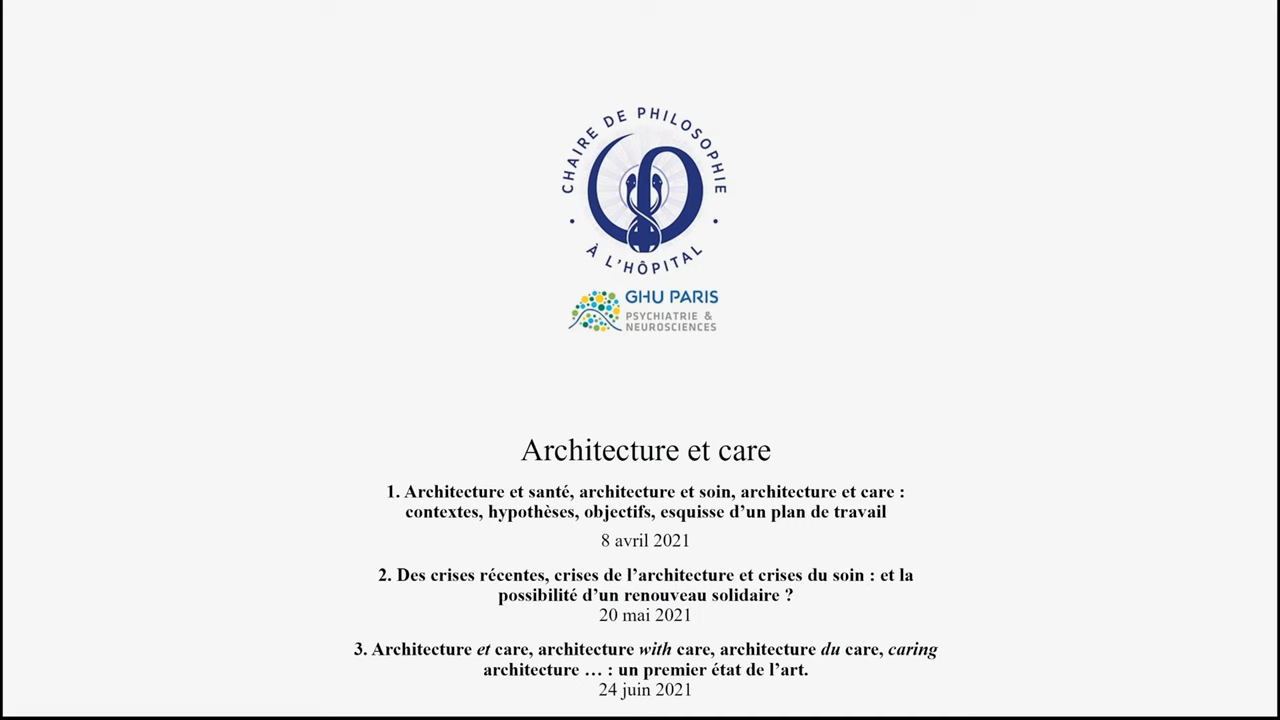 CHAIRE DE PHILOSOPHIE
À L'HÔPITAL
GHU PARIS
PSYCHIATRIE &
NEUROSCIENCES
Architecture et care
1. Architecture et santé, architecture et soin, architecture et care :
contextes, hypothèses, objectifs, esquisse d’un plan de travail
8 avril 2021
2. Des crises récentes, crises de l’architecture et crises du soin : et la
possibilité d’un renouveau solidaire ?
20 mai 2021
3. Architecture et care, architecture with care, architecture du care, caring
architecture … : un premier état de l’art.
24 juin 2021